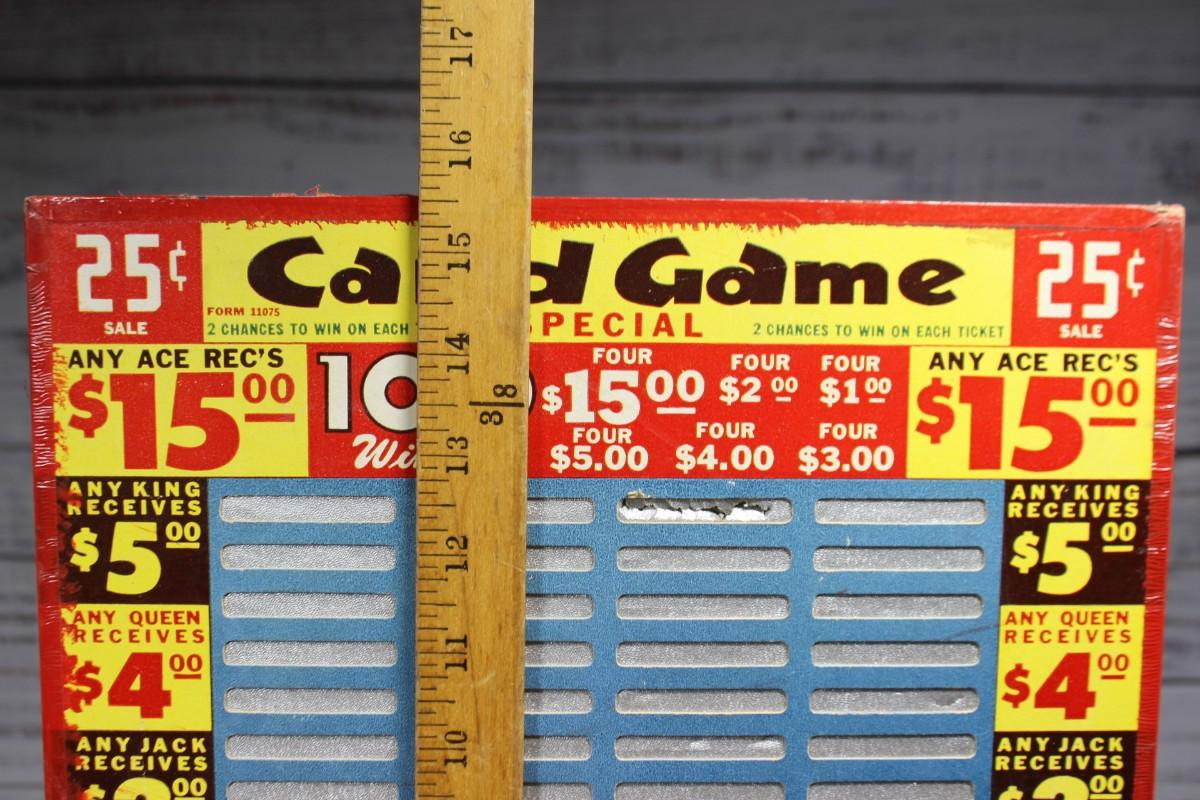 17
16
15
14
3/8
13
12
11
10
25¢
SALE
Card Game
FORM 11075
2 CHANCES TO WIN ON EACH
SPECIAL
2 CHANCES TO WIN ON EACH TICKET
25¢
SALE
ANY ACE REC'S
$15.00
10
FOUR
$15.00
FOUR
$2.00
FOUR
$1.00
FOUR
$5.00
FOUR
$4.00
FOUR
$3.00
ANY ACE REC'S
$15.00
ANY KING
RECEIVES
$5.00
ANY QUEEN
RECEIVES
$4.00
ANY JACK
RECEIVES
ANY KING
RECEIVES
$5.00
ANY QUEEN
RECEIVES
$4.00
ANY JACK
RECEIVES